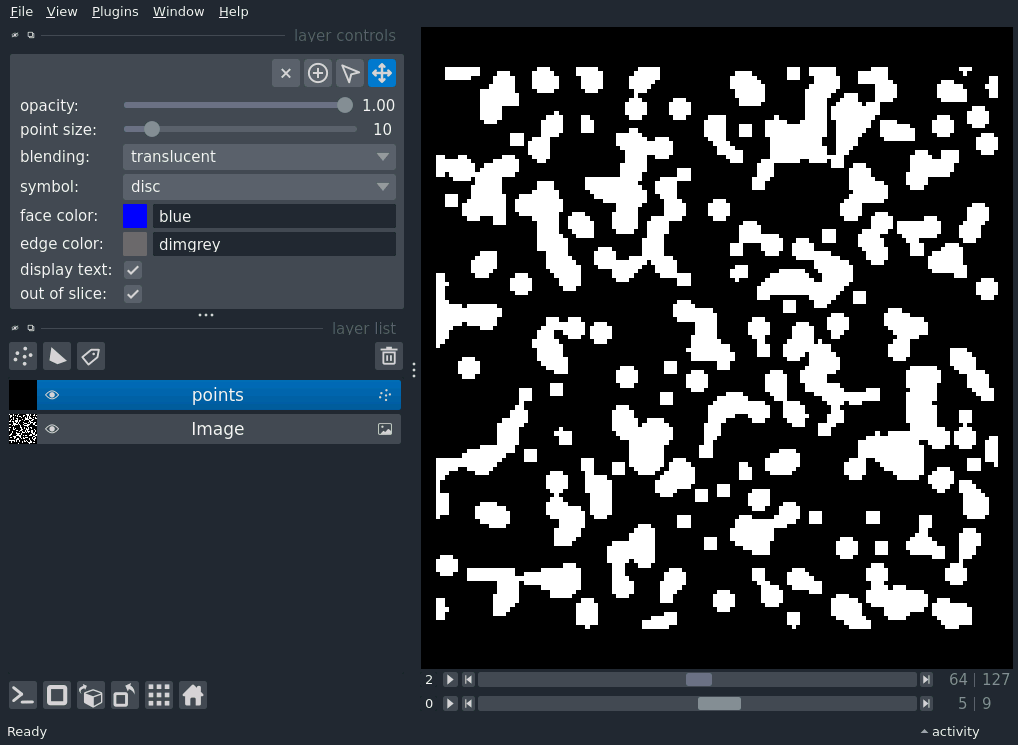 File View Plugins Window Help
layer controls
opacity: 1.00
point size: 10
blending: translucent
symbol: disc
face color: blue
edge color: dimgrey
display text:
out of slice:
layer list
points
Image
2 64 | 127
0 5 | 9
Ready activity